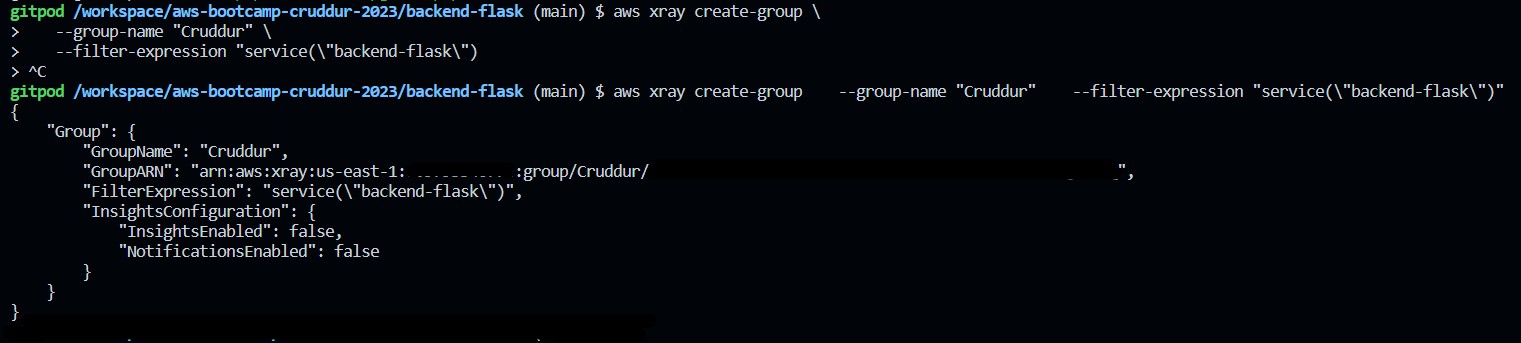 gitpod /workspace/aws-bootcamp-cruddur-2023/backend-flask (main) $ aws xray create-group \
>    --group-name "Cruddur" \
>    --filter-expression "service(\"backend-flask\")
> ^C
gitpod /workspace/aws-bootcamp-cruddur-2023/backend-flask (main) $ aws xray create-group    --group-name "Cruddur"    --filter-expression "service(\"backend-flask\")"
{
    "Group": {
        "GroupName": "Cruddur",
        "GroupARN": "arn:aws:xray:us-east-1: :group/Cruddur/ ",
        "FilterExpression": "service(\"backend-flask\")",
        "InsightsConfiguration": {
            "InsightsEnabled": false,
            "NotificationsEnabled": false
        }
    }
}